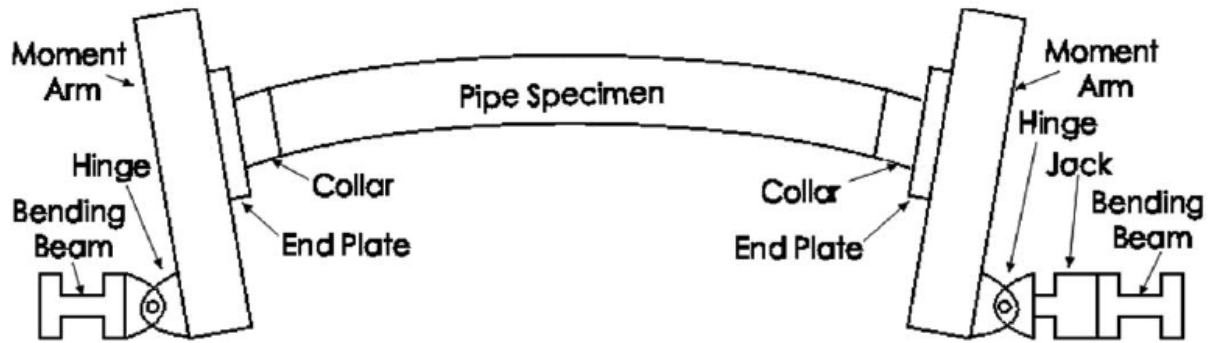 Moment
Arm
Hinge
Bending
Beam
Collar
End Plate
Pipe Specimen
Collar
End Plate
Moment
Arm
Hinge
Jack
Bending
Beam